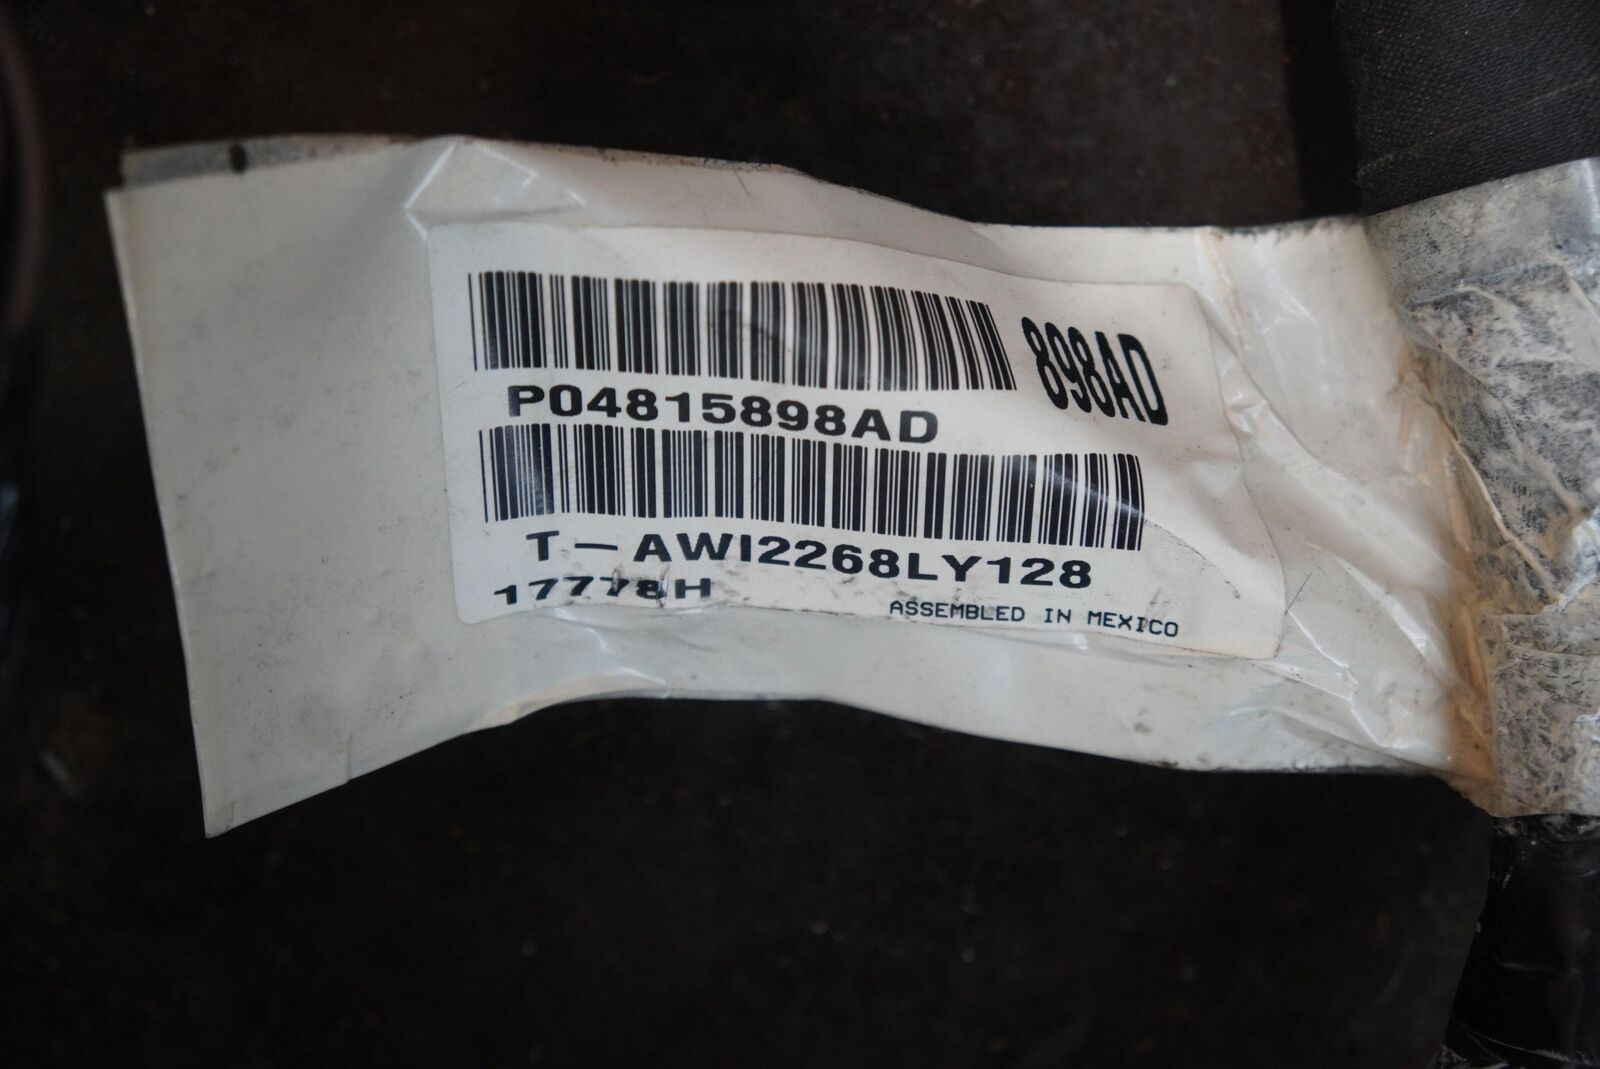 P04815898AD
898AD
T-AWI2268LY128
17778H
ASSEMBLED IN MEXICO